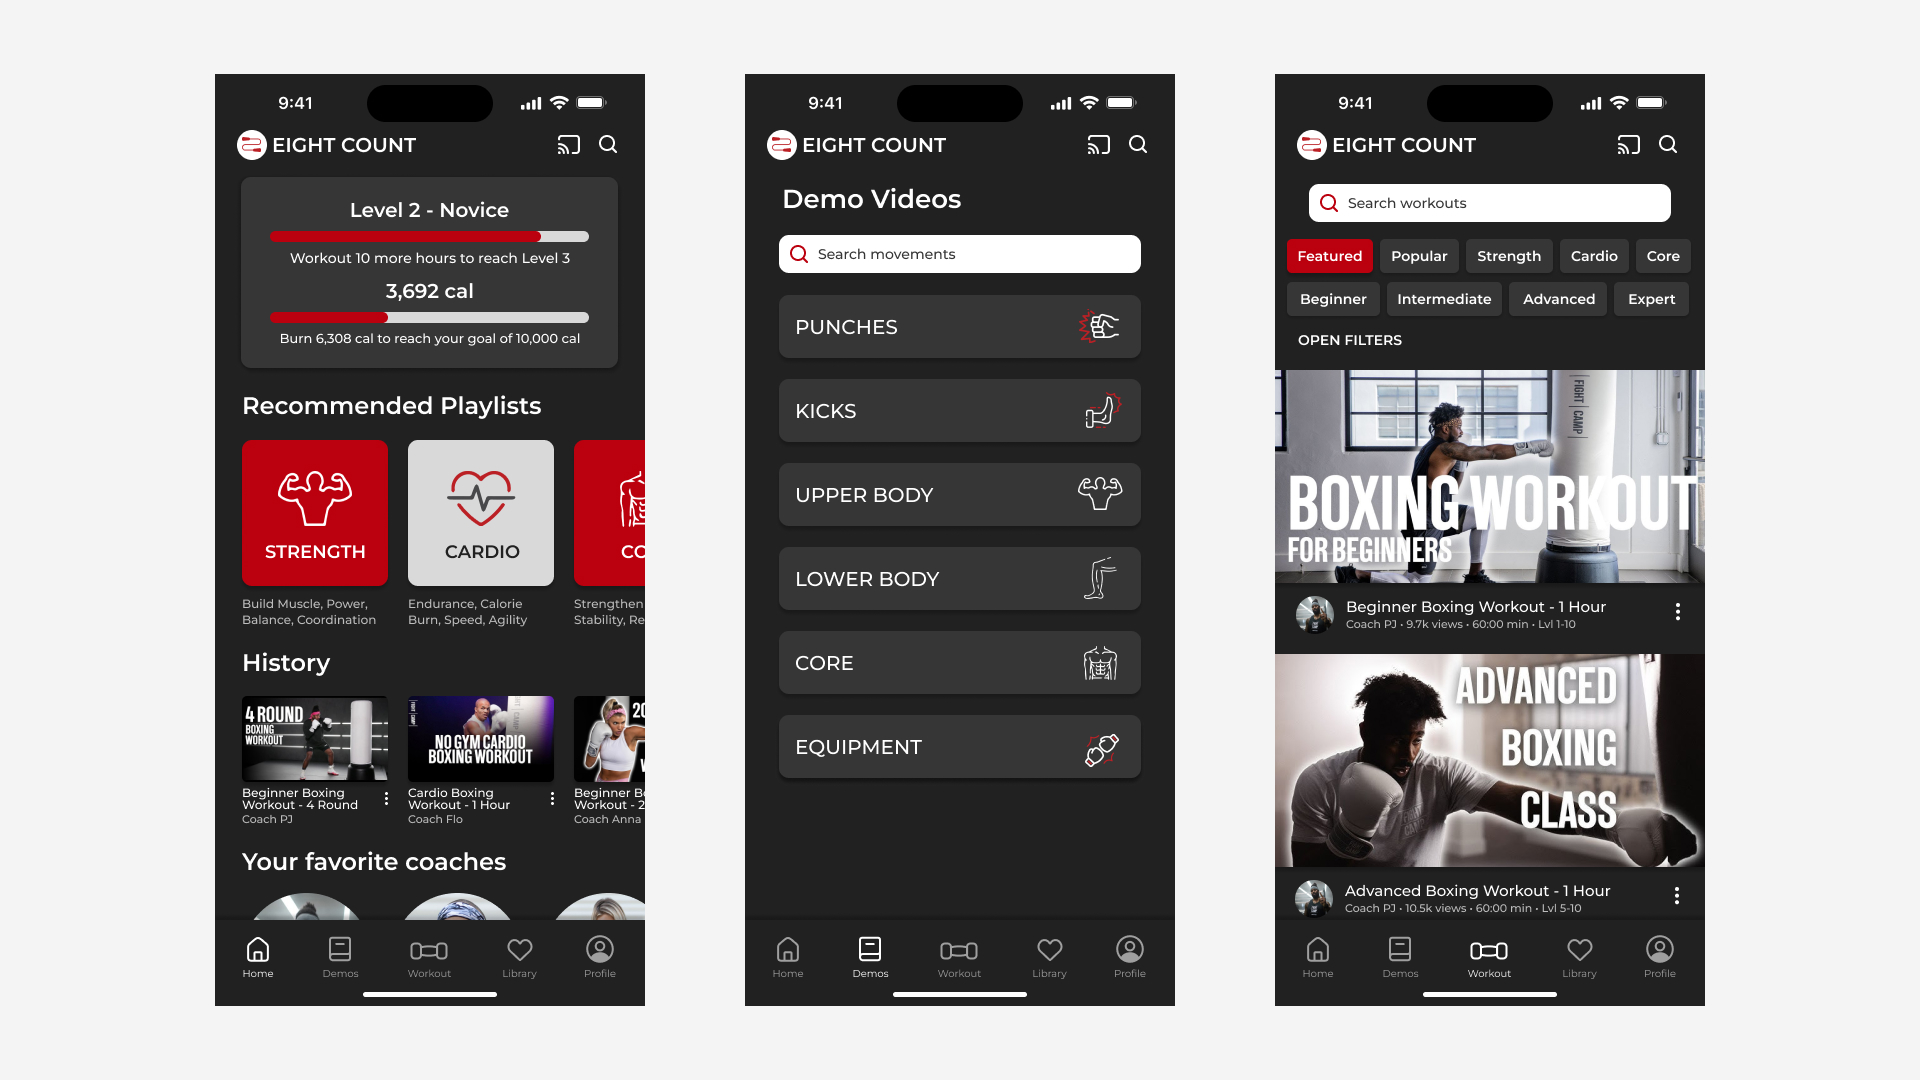 9:41
EIGHT COUNT
Level 2 - Novice
Workout 10 more hours to reach Level 3
3,692 cal
Burn 6,308 cal to reach your goal of 10,000 cal
Recommended Playlists
STRENGTH
CARDIO
CO
Build Muscle, Power,
Balance, Coordination
Endurance, Calorie
Burn, Speed, Agility
Strengthen
Stability, Re
History
4 ROUND
BOXING
WORKOUT
NO GYM CARDIO
BOXING WORKOUT
20
W
Beginner Boxing
Workout - 4 Round
Coach PJ
Cardio Boxing
Workout - 1 Hour
Coach Flo
Beginner Bo
Workout - 2
Coach Anna
Your favorite coaches
Home
Demos
Workout
Library
Profile
9:41
EIGHT COUNT
Demo Videos
Search movements
PUNCHES
KICKS
UPPER BODY
LOWER BODY
CORE
EQUIPMENT
Home
Demos
Workout
Library
Profile
9:41
EIGHT COUNT
Search workouts
Featured
Popular
Strength
Cardio
Core
Beginner
Intermediate
Advanced
Expert
OPEN FILTERS
FIGHT
CAMP
BOXING WORKOUT
FOR BEGINNERS
Beginner Boxing Workout - 1 Hour
Coach PJ • 9.7k views • 60:00 min • Lvl 1-10
ADVANCED
BOXING
CLASS
FIGHT
CAMP
Advanced Boxing Workout - 1 Hour
Coach PJ • 10.5k views • 60:00 min • Lvl 5-10
Home
Demos
Workout
Library
Profile